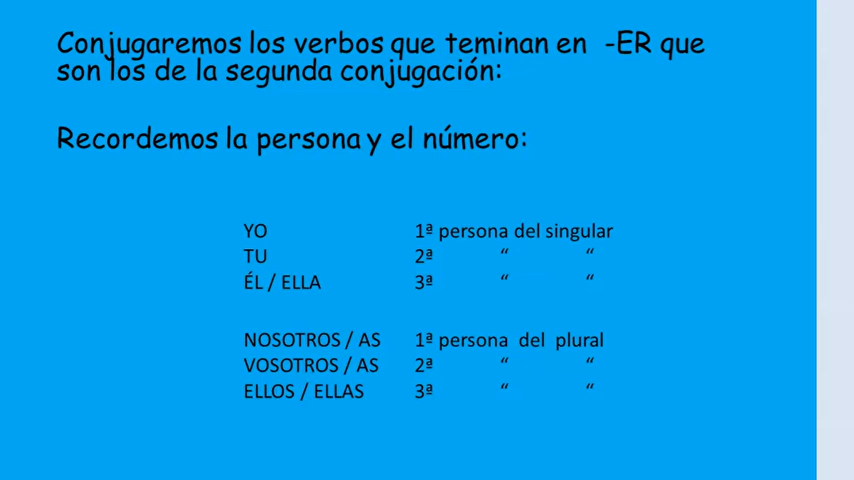 Conjugaremos los verbos que teminan en -ER que
son los de la segunda conjugación:
Recordemos la persona y el número:
YO 1ª persona del singular
TU 2ª “ “
ÉL / ELLA 3ª “ “
NOSOTROS / AS 1ª persona del plural
VOSOTROS / AS 2ª “ “
ELLOS / ELLAS 3ª “ “